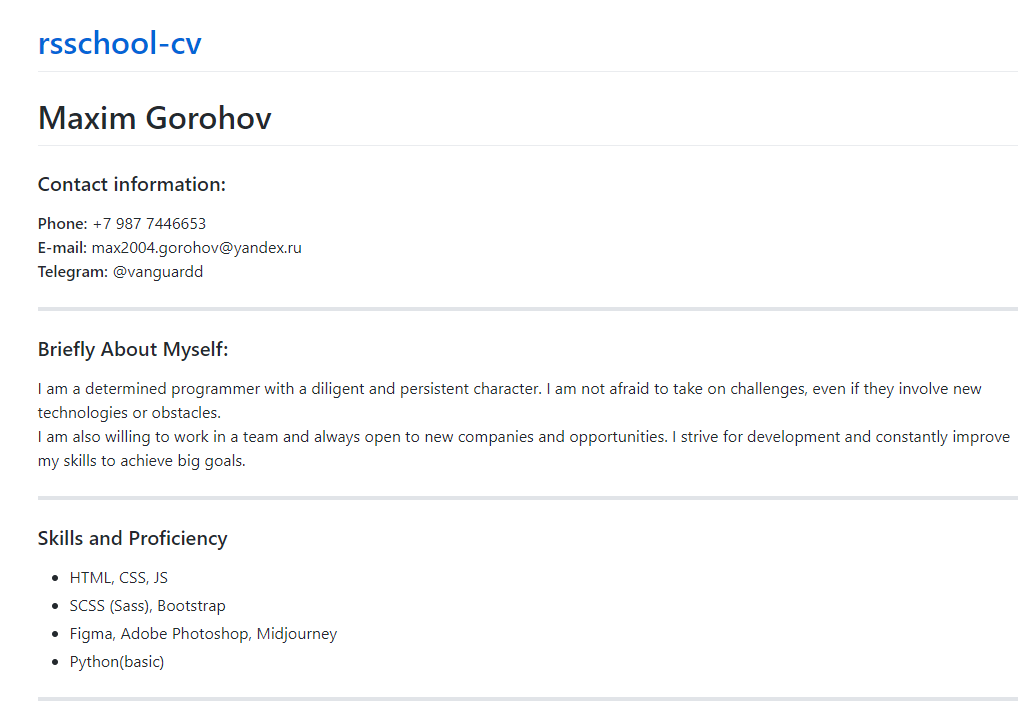 rsschool-cv
Maxim Gorohov
Contact information:
Phone: +7 987 7446653
E-mail: max2004.gorohov@yandex.ru
Telegram: @vanguardd
Briefly About Myself:
I am a determined programmer with a diligent and persistent character. I am not afraid to take on challenges, even if they involve new
technologies or obstacles.
I am also willing to work in a team and always open to new companies and opportunities. I strive for development and constantly improve
my skills to achieve big goals.
Skills and Proficiency
• HTML, CSS, JS
• SCSS (Sass), Bootstrap
• Figma, Adobe Photoshop, Midjourney
• Python(basic)